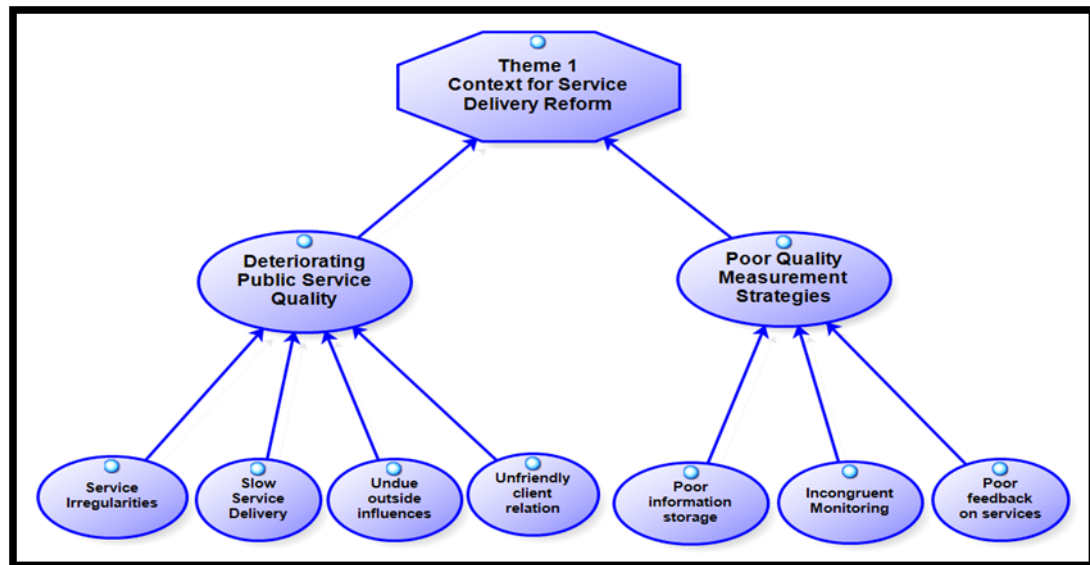 Theme 1
Context for Service
Delivery Reform
Deteriorating
Public Service
Quality
Poor Quality
Measurement
Strategies
Service
Irregularities
Slow
Service
Delivery
Undue
outside
influences
Unfriendly
client
relation
Poor
information
storage
Incongruent
Monitoring
Poor
feedback
on services